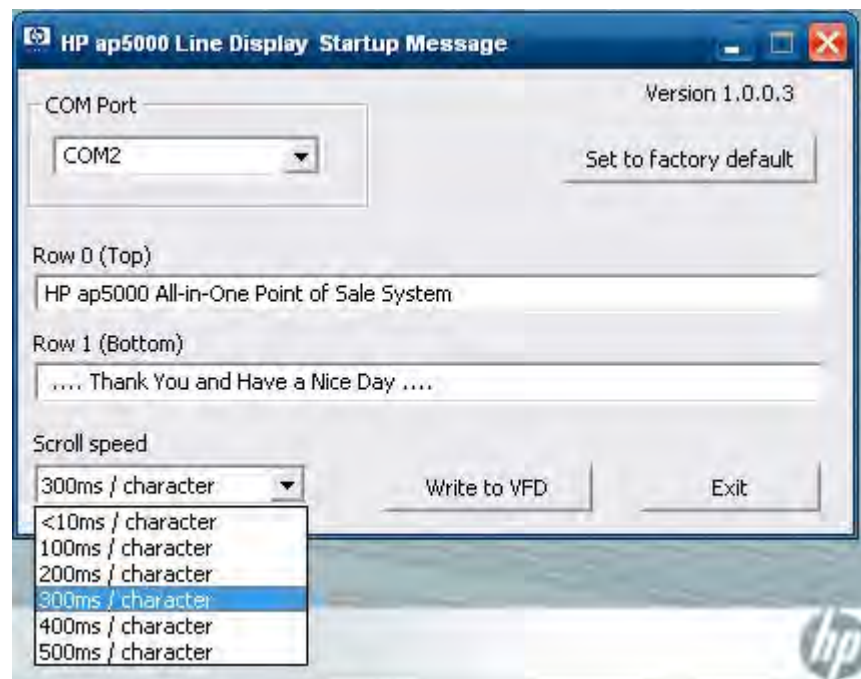 HP ap5000 Line Display Startup Message
COM Port
Version 1.0.0.3
COM2
Set to factory default
Row 0 (Top)
HP ap5000 All-in-One Point of Sale System
Row 1 (Bottom)
.... Thank You and Have a Nice Day ....
Scroll speed
300ms / character
Write to VFD
Exit
<10ms / character
100ms / character
200ms / character
300ms / character
400ms / character
500ms / character
hp